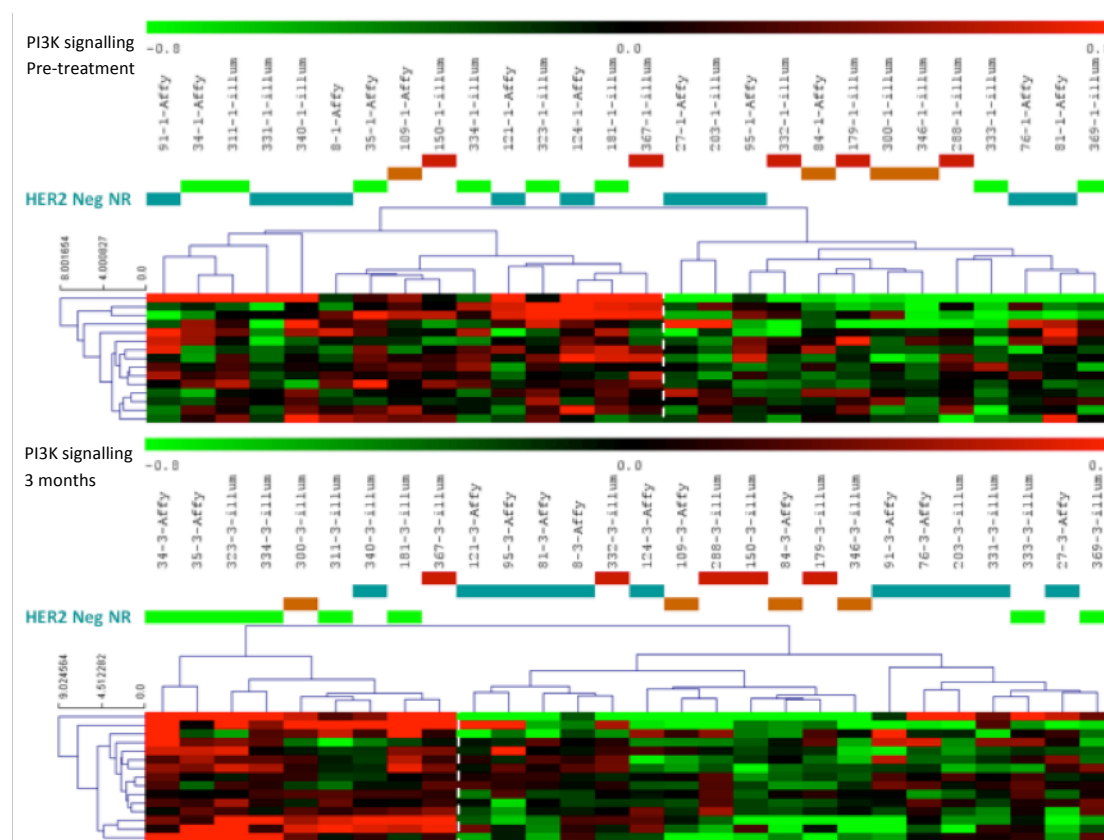 PI3K signalling
Pre-treatment
-0.8
0.0
91-1-Affy
34-1-Affy
311-1-illum
331-1-illum
340-1-illum
8-1-Affy
35-1-Affy
109-1-Affy
150-1-illum
334-1-illum
121-1-Affy
323-1-illum
124-1-Affy
181-1-illum
367-1-illum
27-1-Affy
203-1-illum
95-1-Affy
332-1-illum
84-1-Affy
179-1-illum
300-1-illum
346-1-illum
288-1-illum
333-1-illum
76-1-Affy
81-1-Affy
369-1-illum
HER2 Neg NR
8.001654
4.000827
0.0
PI3K signalling
3 months
-0.8
0.0
34-3-Affy
35-3-Affy
323-3-illum
334-3-illum
300-3-illum
311-3-illum
340-3-illum
181-3-illum
367-3-illum
121-3-Affy
95-3-Affy
81-3-Affy
8-3-Affy
332-3-illum
124-3-Affy
109-3-Affy
288-3-illum
150-3-illum
84-3-Affy
179-3-illum
346-3-illum
91-3-Affy
76-3-Affy
203-3-illum
331-3-illum
333-3-illum
27-3-Affy
369-3-illum
HER2 Neg NR
9.024564
4.512282
0.0